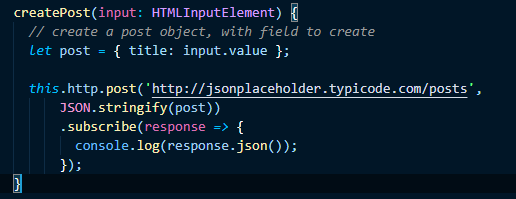 createPost(input: HTMLInputElement) {
// create a post object, with field to create
let post = { title: input.value };
this.http.post('http://jsonplaceholder.typicode.com/posts',
JSON.stringify(post))
.subscribe(response => {
console.log(response.json());
});
}